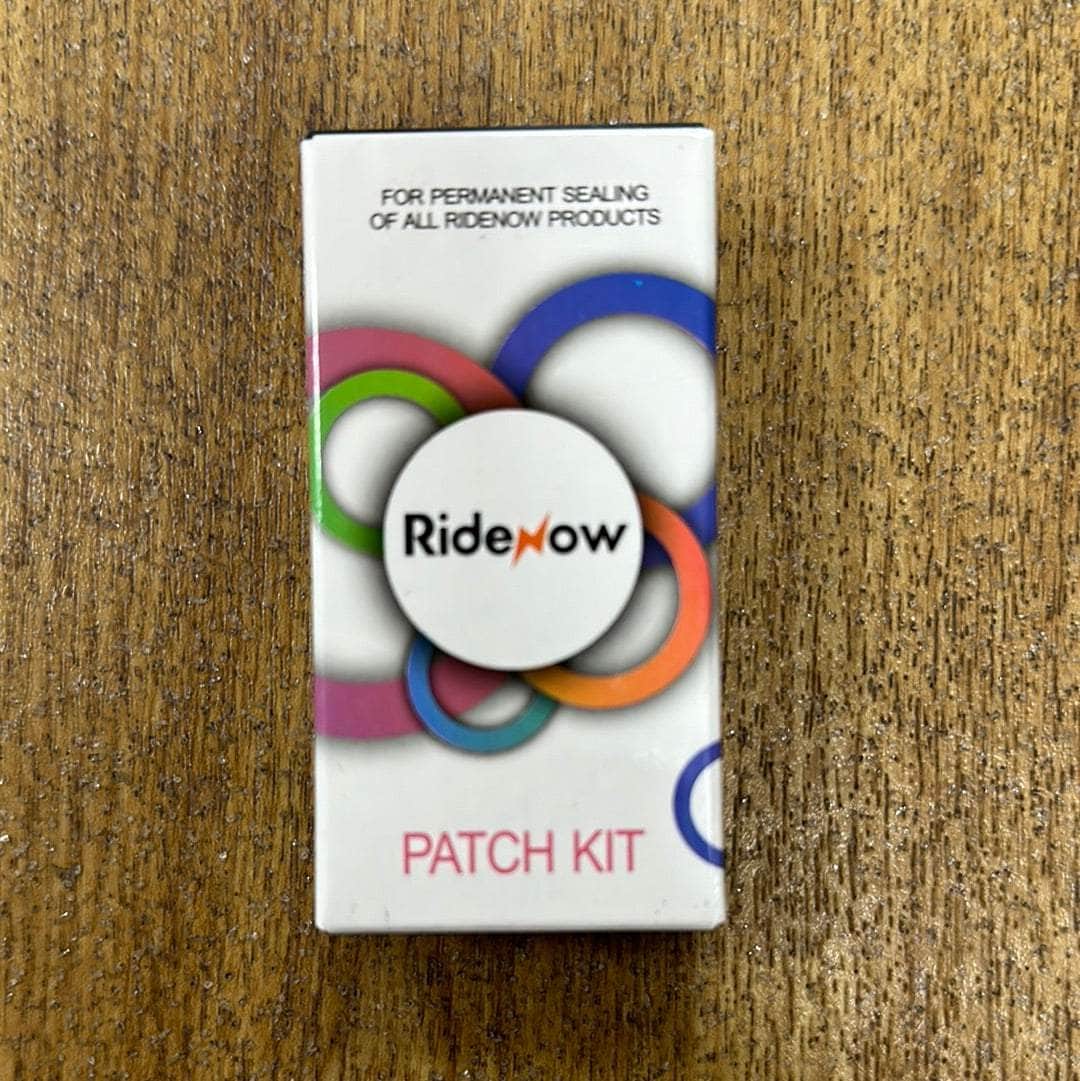 FOR PERMANENT SEALING
OF ALL RIDENOW PRODUCTS
RideNow
PATCH KIT